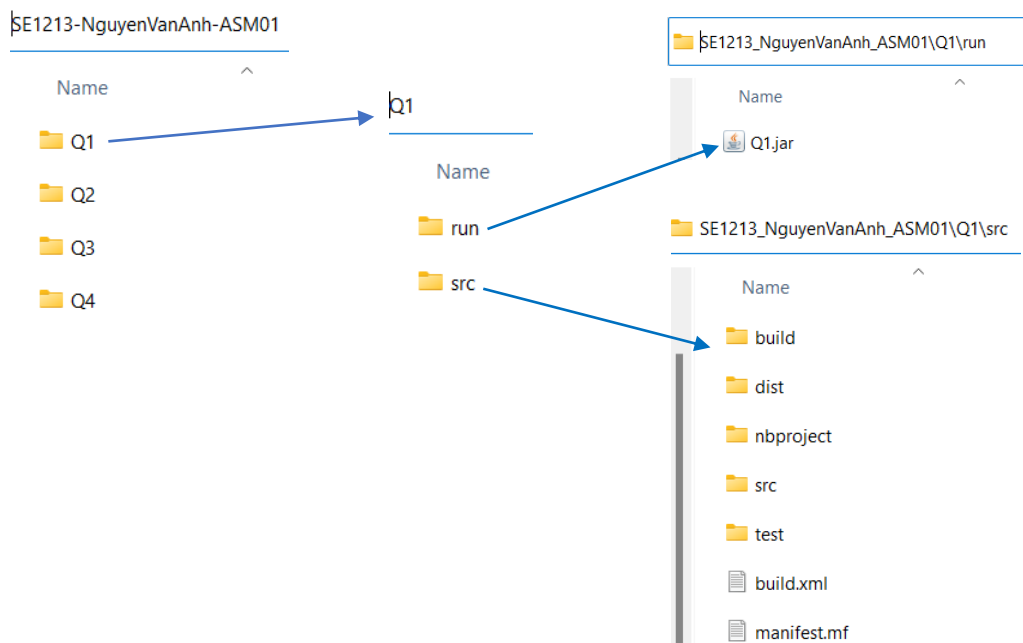 SE1213-NguyenVanAnh-ASM01
Name
Q1
Q2
Q3
Q4
Q1
Name
run
src
SE1213_NguyenVanAnh_ASM01\Q1\run
Name
Q1.jar
SE1213_NguyenVanAnh_ASM01\Q1\src
Name
build
dist
nbproject
src
test
build.xml
manifest.mf